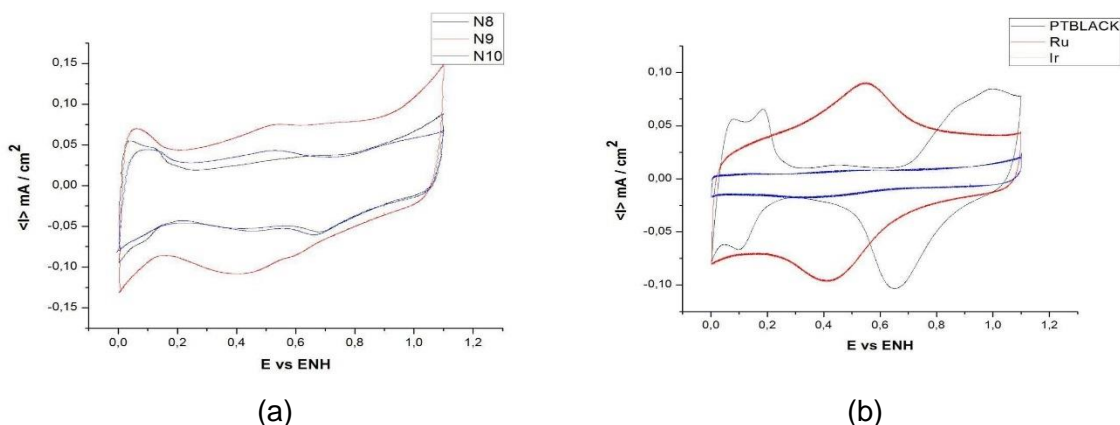 N8
N9
N10
0,15
0,10
0,05
0,00
-0,05
-0,10
-0,15
<I> mA / cm²
0,0 0,2 0,4 0,6 0,8 1,0 1,2
E vs ENH
(a)
PTBLACK
Ru
Ir
0,10
0,05
0,00
-0,05
-0,10
<I> mA / cm²
0,0 0,2 0,4 0,6 0,8 1,0 1,2
E vs ENH
(b)